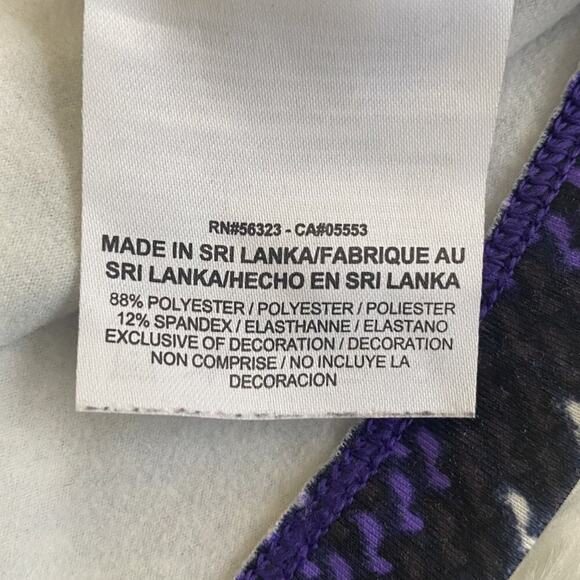 RN#56323 - CA#05553
MADE IN SRI LANKA/FABRIQUE AU
SRI LANKA/HECHO EN SRI LANKA
88% POLYESTER / POLYESTER / POLIESTER
12% SPANDEX / ELASTHANNE / ELASTANO
EXCLUSIVE OF DECORATION / DECORATION
NON COMPRISE / NO INCLUYE LA
DECORACION